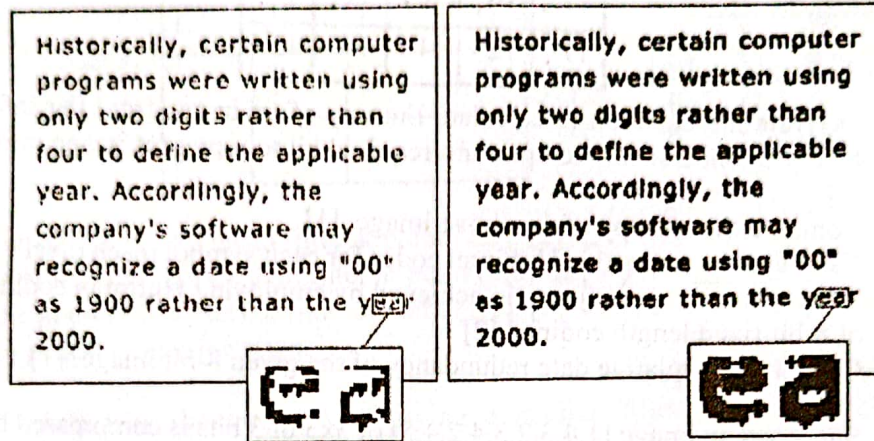 Historically, certain computer
programs were written using
only two digits rather than
four to define the applicable
year. Accordingly, the
company's software may
recognize a date using "00"
as 1900 rather than the year
2000.
ea
Historically, certain computer
programs were written using
only two digits rather than
four to define the applicable
year. Accordingly, the
company's software may
recognize a date using "00"
as 1900 rather than the year
2000.
ea